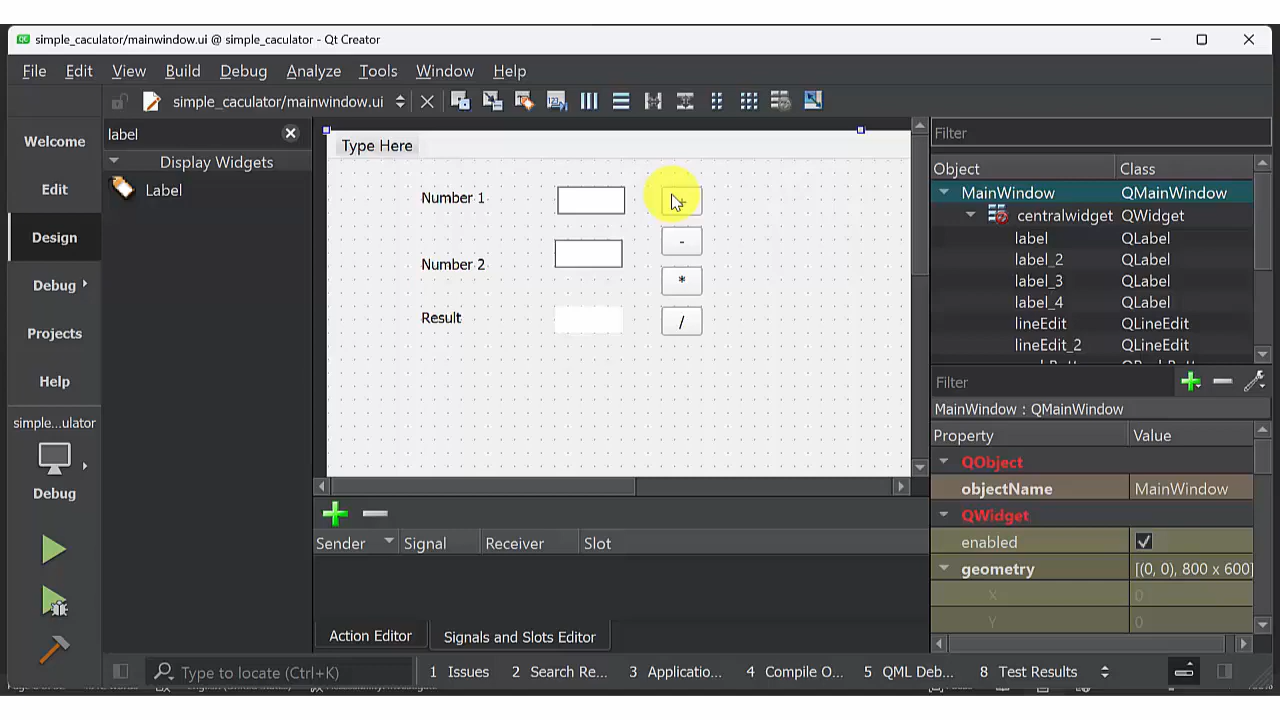 simple_caculator/mainwindow.ui @ simple_caculator - Qt Creator
File Edit View Build Debug Analyze Tools Window Help
simple_caculator/mainwindow.ui
Welcome
Edit
Design
Debug
Projects
Help
simple...ulator
Debug
label
Display Widgets
Label
Type Here
Number 1
+
-
Number 2
*
Result
/
Filter
Object Class
MainWindow QMainWindow
centralwidget QWidget
label QLabel
label_2 QLabel
label_3 QLabel
label_4 QLabel
lineEdit QLineEdit
lineEdit_2 QLineEdit
Filter
MainWindow : QMainWindow
Property Value
QObject
objectName MainWindow
QWidget
enabled
geometry [(0, 0), 800 x 600]
X 0
Y 0
Sender Signal Receiver Slot
Action Editor Signals and Slots Editor
Type to locate (Ctrl+K) 1 Issues 2 Search Re... 3 Applicatio... 4 Compile O... 5 QML Deb... 8 Test Results